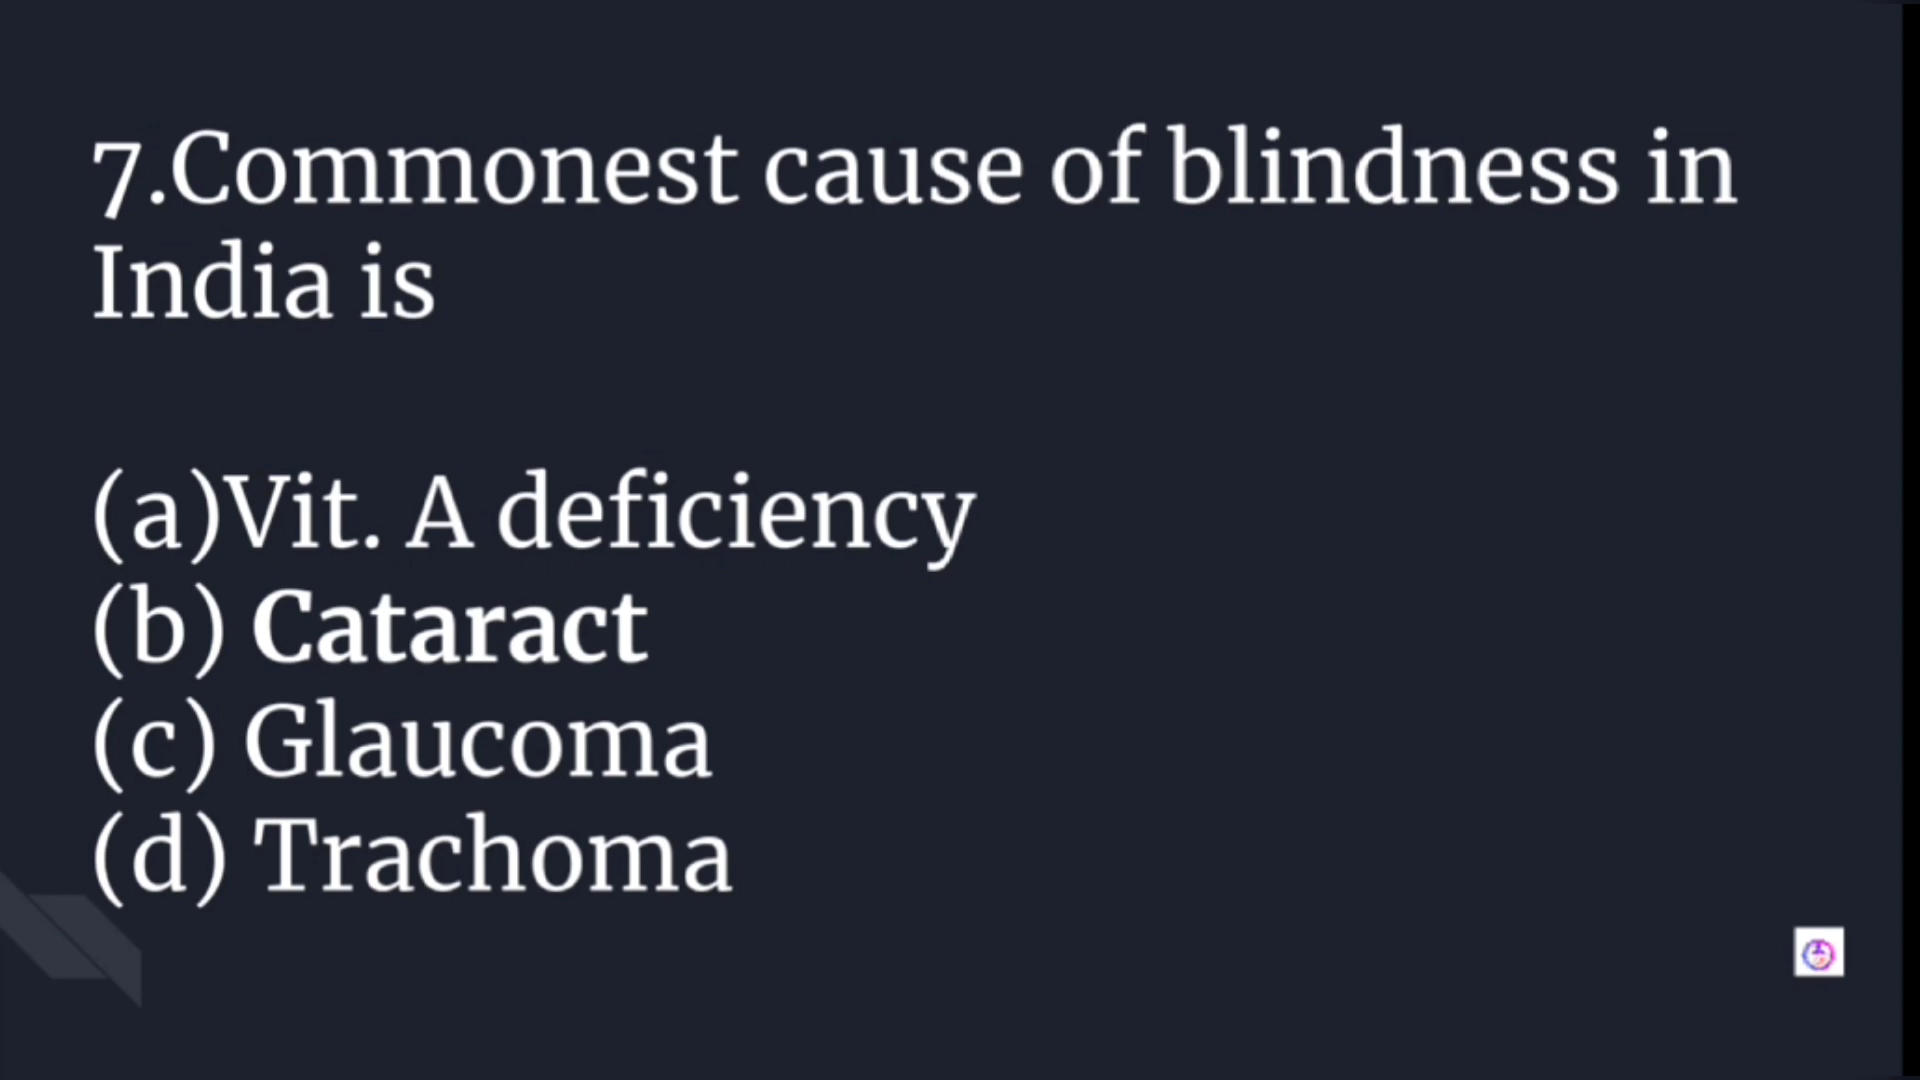 7.Commonest cause of blindness in
India is
(a)Vit. A deficiency
(b) Cataract
(c) Glaucoma
(d) Trachoma